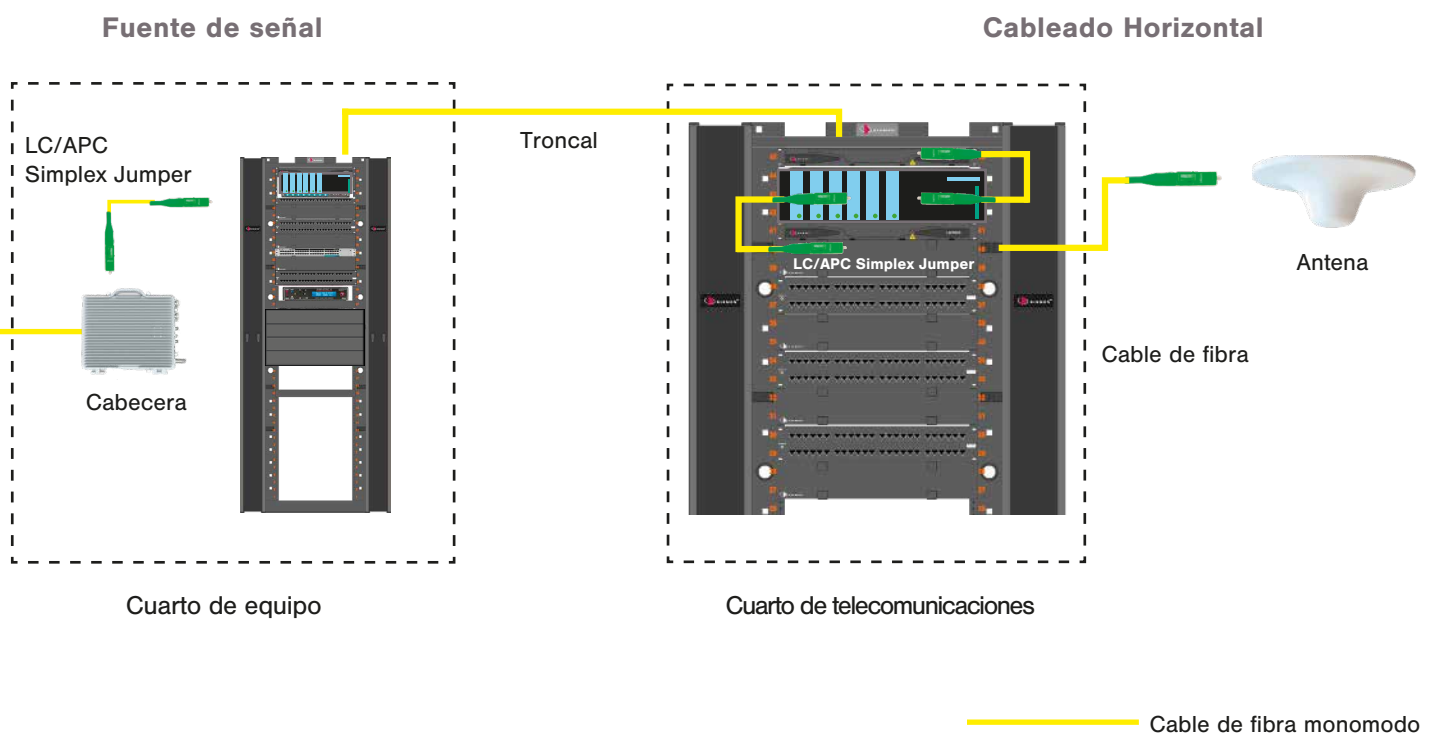 Fuente de señal
Cableado Horizontal
LC/APC
Simplex Jumper
Troncal
LC/APC Simplex Jumper
Antena
Cable de fibra
Cabecera
Cuarto de equipo
Cuarto de telecomunicaciones
Cable de fibra monomodo